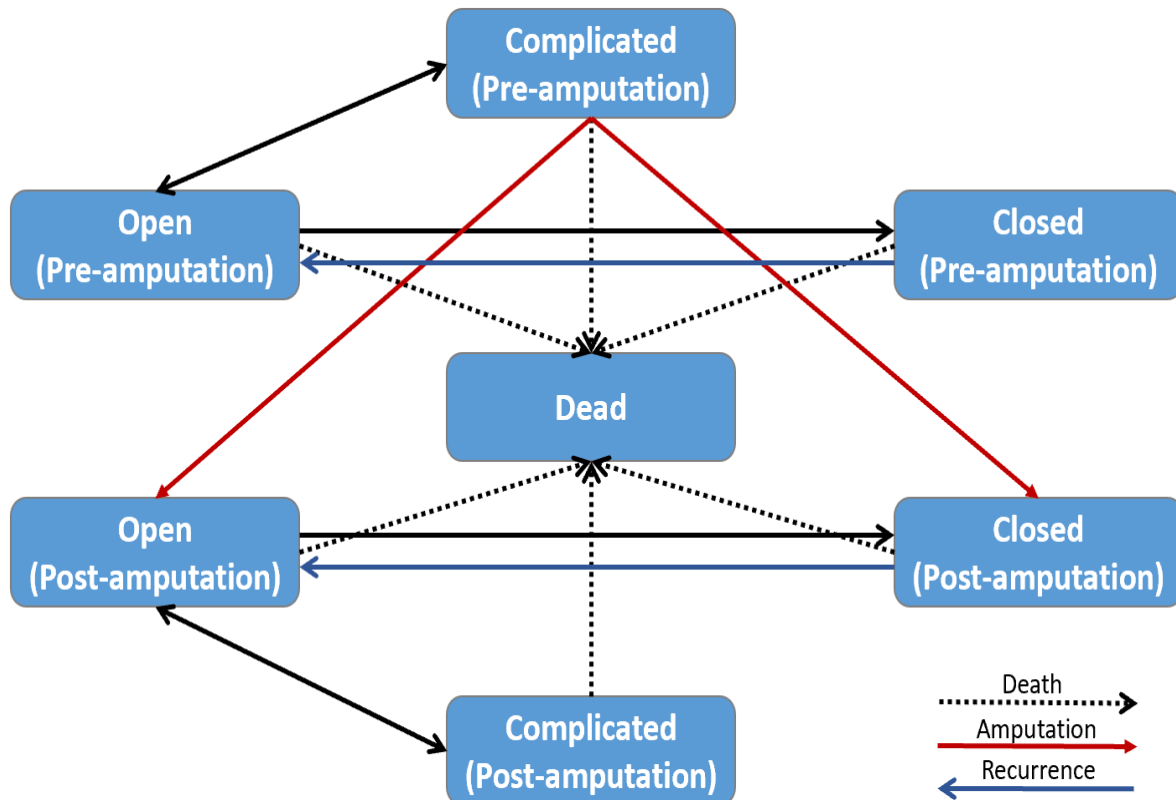 Complicated
(Pre-amputation)
Open
(Pre-amputation)
Closed
(Pre-amputation)
Dead
Open
(Post-amputation)
Closed
(Post-amputation)
Complicated
(Post-amputation)
Death
Amputation
Recurrence